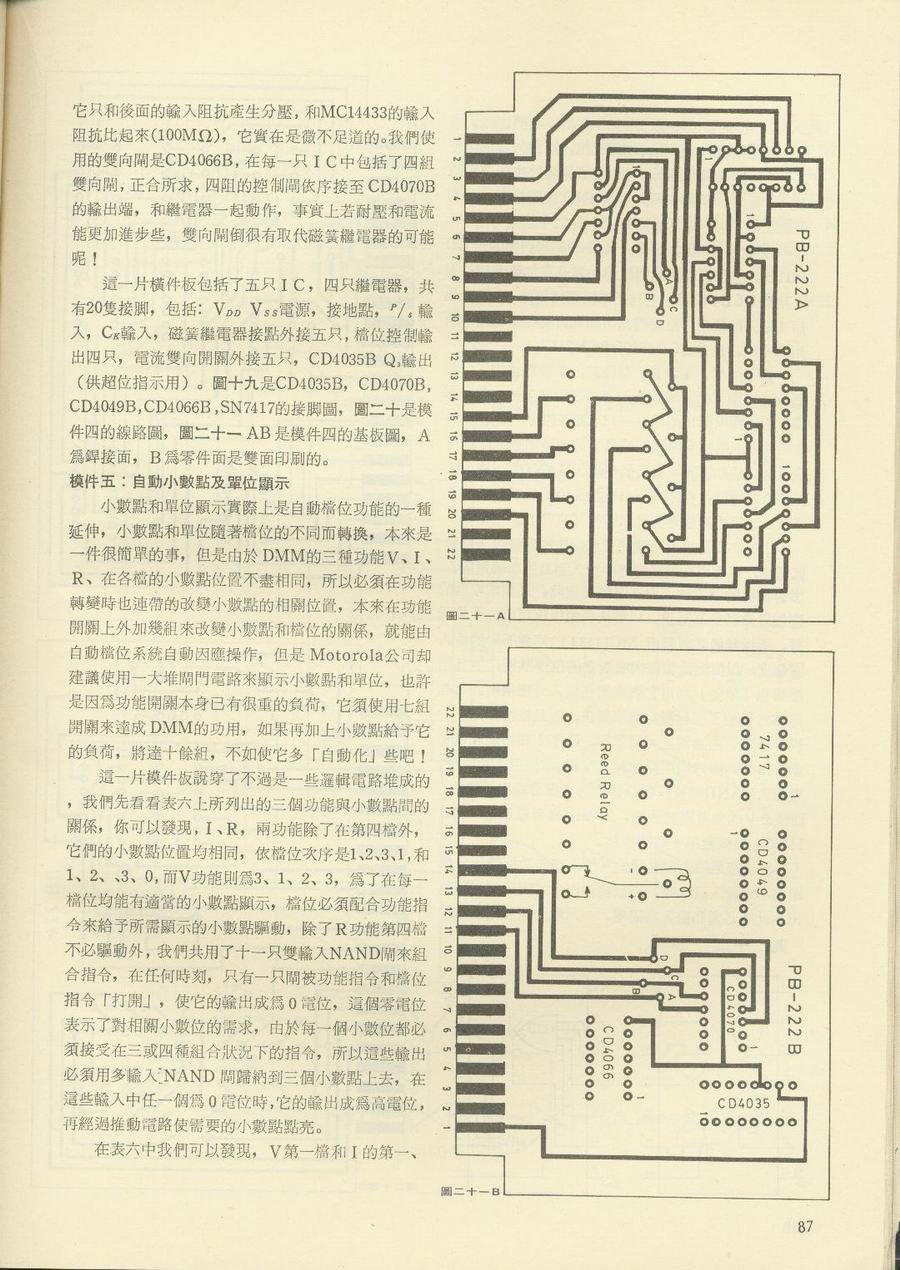 它只和後面的輸入阻抗產生分壓，和MC14433的輸入
阻抗比起來(100MΩ)，它實在是微不足道的。我們使
用的雙向閘是CD4066B，在每一只ＩＣ中包括了四組
雙向閘，正合所求，四阻的控制閘依序接至 CD4070B
的輸出端，和繼電器一起動作，事實上若耐壓和電流
能更加進步些，雙向閘倒很有取代磁簧繼電器的可能
呢！
這一片橫件板包括了五只ＩＣ，四只繼電器，共
有20隻接脚，包括：VDD VSS電源，接地點，P/s 輸
入，CK輸入，磁簧繼電器接點外接五只，檔位控制輸
出四只，電流雙向開關外接五只，CD4035B Q3輸出
（供超位指示用）。圖十九是CD4035B，CD4070B，
CD4049B,CD4066B,SN7417的接脚圖，圖二十是模
件四的線路圖，圖二十一 AB 是模件四的基板圖，A
爲銲接面，B 爲零件面是雙面印刷的。
模件五：自動小數點及單位顯示
小數點和單位顯示實際上是自動檔位功能的一種
延伸，小數點和單位隨著檔位的不同而轉換，本來是
一件很簡單的事，但是由於 DMM的三種功能Ｖ、Ｉ、
Ｒ、在各檔的小數點位置不盡相同，所以必須在功能
轉變時也連帶的改變小數點的相關位置，本來在功能
開關上外加幾組來改變小數點和檔位的關係，就能由
自動檔位系統自動因應操作，但是 Motorola公司却
建議使用一大堆閘門電路來顯示小數點和單位，也許
是因爲功能開關本身已有很重的負荷，它須使用七組
開關來達成 DMM的功用，如果再加上小數點給予它
的負荷，將達十餘組，不如使它多「自動化」些吧！
這一片模件板說穿了不過是一些邏輯電路堆成的
，我們先看看表六上所列出的三個功能與小數點間的
關係，你可以發現，I、R，兩功能除了在第四檔外，
它們的小數點位置均相同，依檔位次序是1、2、3、1，和
1、2、、3、0，而V功能則爲3、1、2、3，爲了在每一
檔位均能有適當的小數點顯示，檔位必須配合功能指
令來給予所需顯示的小數點驅動，除了R功能第四檔
不必驅動外，我們共用了十一只雙輸入NAND閘來組
合指令，在任何時刻，只有一只閘被功能指令和檔位
指令「打開」，使它的輸出成爲０電位，這個零電位
表示了對相關小數位的需求，由於每一個小數位都必
須接受在三或四種組合狀況下的指令，所以這些輸出
必須用多輸入NAND 閘歸納到三個小數點上去，在
這些輸入中任一個爲０電位時，它的輸出成爲高電位，
再經過推動電路使需要的小數點點亮。
在表六中我們可以發現，Ｖ第一檔和Ｉ的第一、
1
2
3
4
5
6
7
8
9
10
11
12
13
14
15
16
17
18
19
20
21
22
A
B
C
D
1
1
1
1
1
PB-222A
圖二十一A
22
21
20
19
18
17
16
15
14
13
12
11
10
9
8
7
6
5
4
3
2
1
Reed Relay
-
+
7417
1
CD4049
1
D
C
B
A
CD4070
1
PB-222B
CD4066
1
CD4035
1
圖二十一B
87